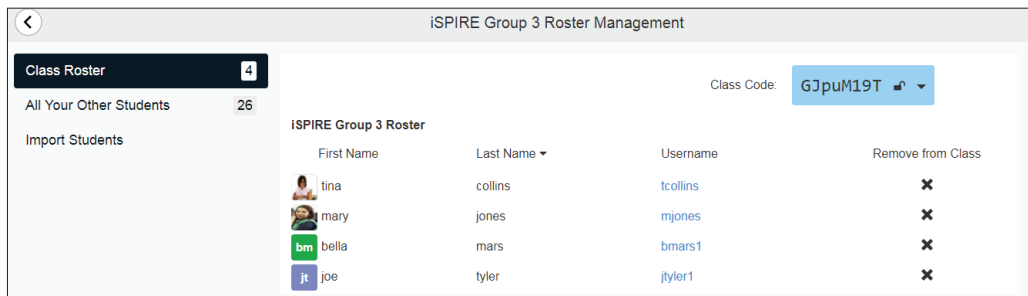 iSPIRE Group 3 Roster Management
Class Roster 4
All Your Other Students 26
Import Students
Class Code: GJpuM19T
iSPIRE Group 3 Roster
First Name Last Name Username Remove from Class
tina collins tcollins
mary jones mjones
bm bella mars bmars1
jt joe tyler jtyler1